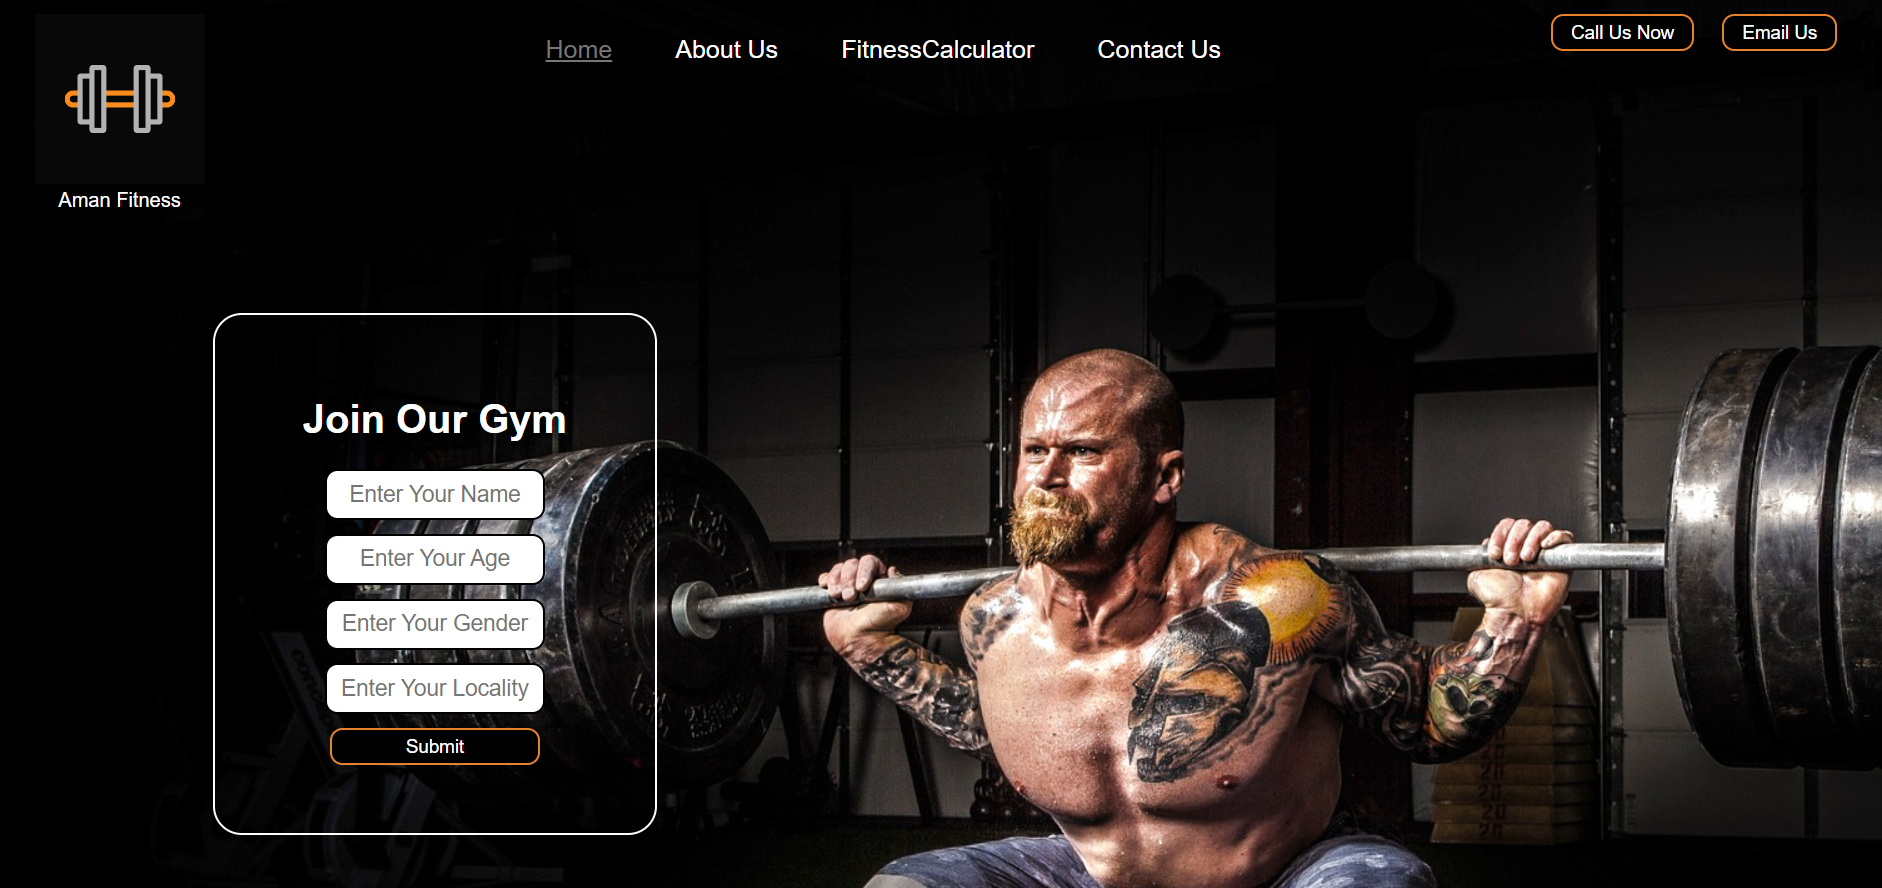 Home
About Us
FitnessCalculator
Contact Us
Call Us Now
Email Us
Aman Fitness
Join Our Gym
Enter Your Name
Enter Your Age
Enter Your Gender
Enter Your Locality
Submit